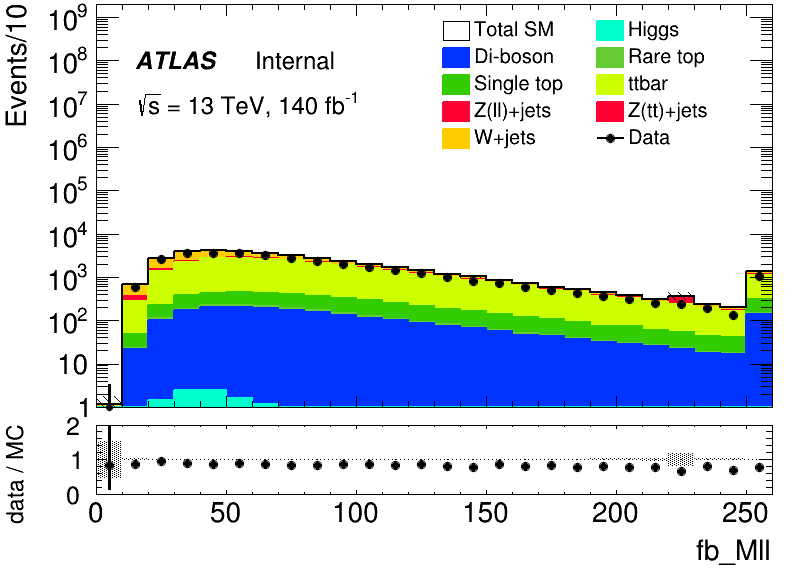 Events/10
10⁹
10⁸
10⁷
10⁶
10⁵
10⁴
10³
10²
10
1
ATLAS Internal
√s = 13 TeV, 140 fb⁻¹
Total SM
Di-boson
Single top
Z(ll)+jets
W+jets
Higgs
Rare top
ttbar
Z(tt)+jets
Data
data / MC
2
1
0
0 50 100 150 200 250
fb_Mll